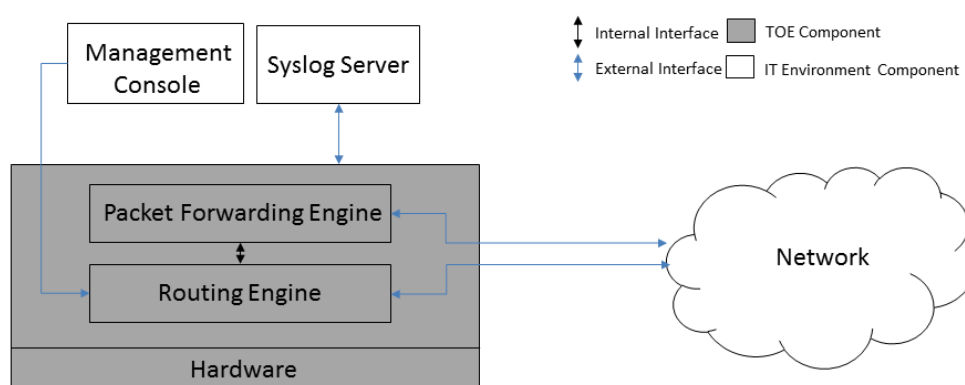 Management
Console
Syslog Server
Internal Interface
TOE Component
External Interface
IT Environment Component
Packet Forwarding Engine
Routing Engine
Network
Hardware